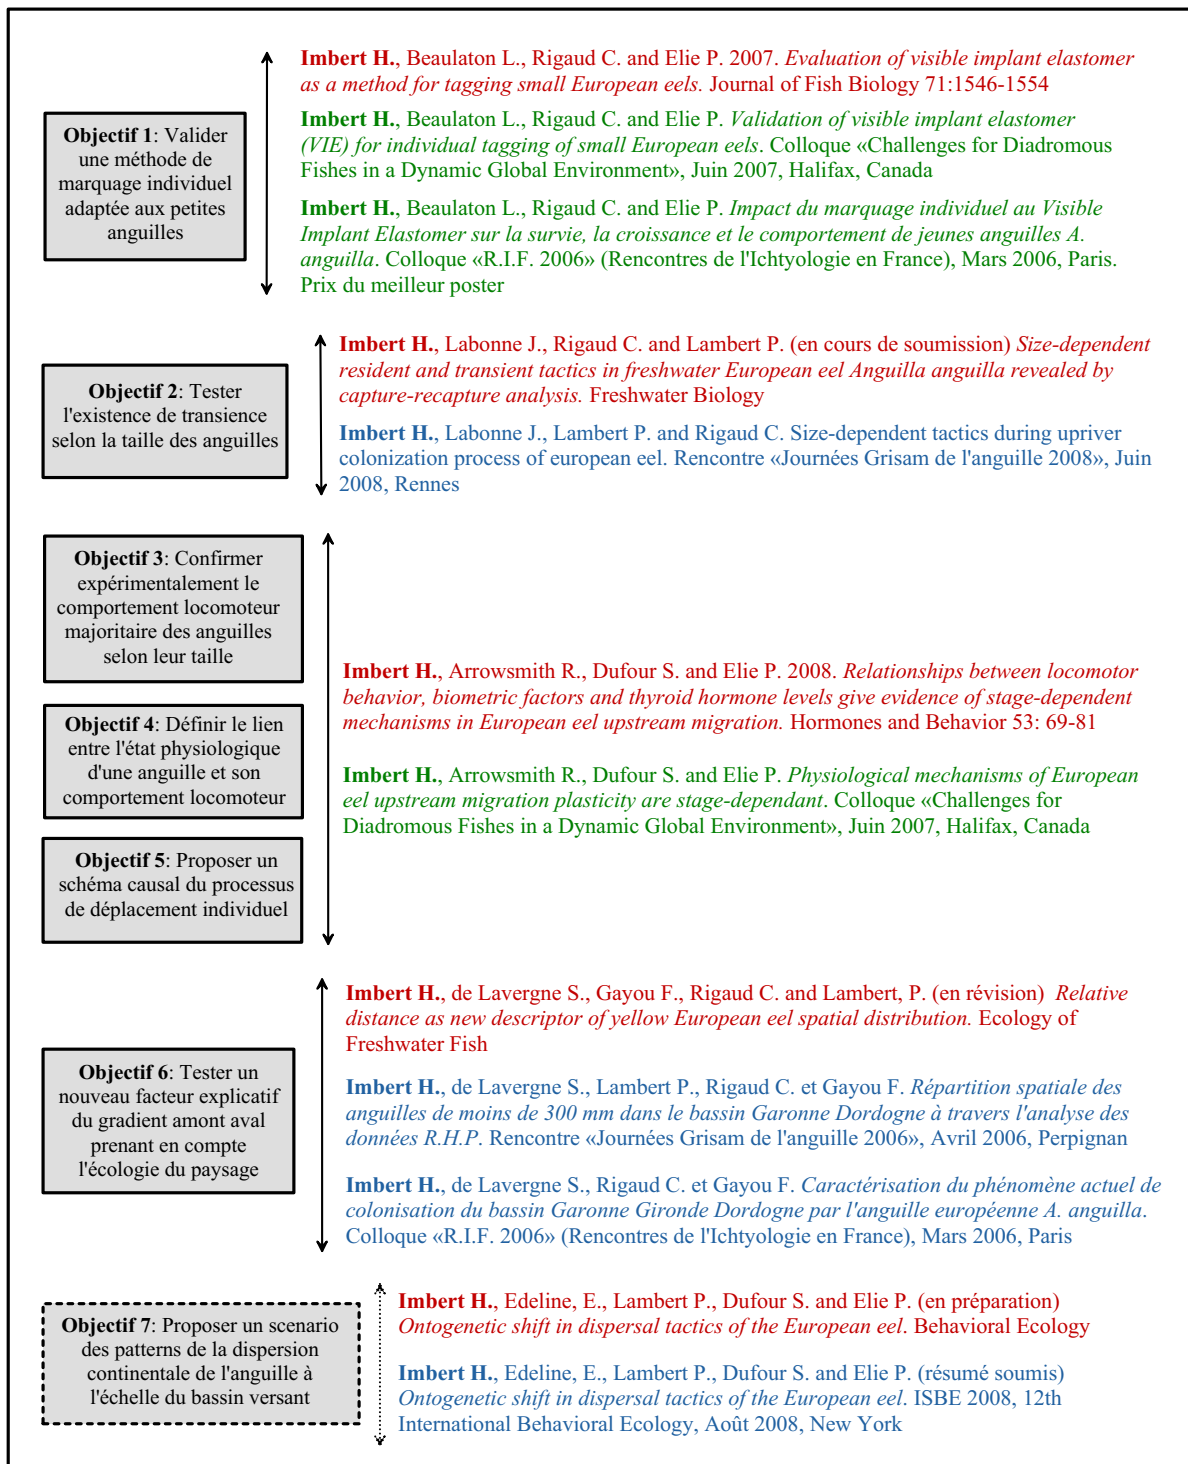 Objectif 1: Valider
une méthode de
marquage individuel
adaptée aux petites
anguilles
Imbert H., Beaulaton L., Rigaud C. and Elie P. 2007. Evaluation of visible implant elastomer
as a method for tagging small European eels. Journal of Fish Biology 71:1546-1554
Imbert H., Beaulaton L., Rigaud C. and Elie P. Validation of visible implant elastomer
(VIE) for individual tagging of small European eels. Colloque «Challenges for Diadromous
Fishes in a Dynamic Global Environment», Juin 2007, Halifax, Canada
Imbert H., Beaulaton L., Rigaud C. and Elie P. Impact du marquage individuel au Visible
Implant Elastomer sur la survie, la croissance et le comportement de jeunes anguilles A.
anguilla. Colloque «R.I.F. 2006» (Rencontres de l'Ichtyologie en France), Mars 2006, Paris.
Prix du meilleur poster
Objectif 2: Tester
l'existence de transience
selon la taille des anguilles
Imbert H., Labonne J., Rigaud C. and Lambert P. (en cours de soumission) Size-dependent
resident and transient tactics in freshwater European eel Anguilla anguilla revealed by
capture-recapture analysis. Freshwater Biology
Imbert H., Labonne J., Lambert P. and Rigaud C. Size-dependent tactics during upriver
colonization process of european eel. Rencontre «Journées Grisam de l'anguille 2008», Juin
2008, Rennes
Objectif 3: Confirmer
expérimentalement le
comportement locomoteur
majoritaire des anguilles
selon leur taille
Objectif 4: Définir le lien
entre l'état physiologique
d'une anguille et son
comportement locomoteur
Objectif 5: Proposer un
schéma causal du processus
de déplacement individuel
Imbert H., Arrowsmith R., Dufour S. and Elie P. 2008. Relationships between locomotor
behavior, biometric factors and thyroid hormone levels give evidence of stage-dependent
mechanisms in European eel upstream migration. Hormones and Behavior 53: 69-81
Imbert H., Arrowsmith R., Dufour S. and Elie P. Physiological mechanisms of European
eel upstream migration plasticity are stage-dependant. Colloque «Challenges for
Diadromous Fishes in a Dynamic Global Environment», Juin 2007, Halifax, Canada
Objectif 6: Tester un
nouveau facteur explicatif
du gradient amont aval
prenant en compte
l'écologie du paysage
Imbert H., de Lavergne S., Gayou F., Rigaud C. and Lambert, P. (en révision) Relative
distance as new descriptor of yellow European eel spatial distribution. Ecology of
Freshwater Fish
Imbert H., de Lavergne S., Lambert P., Rigaud C. et Gayou F. Répartition spatiale des
anguilles de moins de 300 mm dans le bassin Garonne Dordogne à travers l'analyse des
données R.H.P. Rencontre «Journées Grisam de l'anguille 2006», Avril 2006, Perpignan
Imbert H., de Lavergne S., Rigaud C. et Gayou F. Caractérisation du phénomène actuel de
colonisation du bassin Garonne Gironde Dordogne par l'anguille européenne A. anguilla.
Colloque «R.I.F. 2006» (Rencontres de l'Ichtyologie en France), Mars 2006, Paris
Objectif 7: Proposer un scenario
des patterns de la dispersion
continentale de l'anguille à
l'échelle du bassin versant
Imbert H., Edeline, E., Lambert P., Dufour S. and Elie P. (en préparation)
Ontogenetic shift in dispersal tactics of the European eel. Behavioral Ecology
Imbert H., Edeline, E., Lambert P., Dufour S. and Elie P. (résumé soumis)
Ontogenetic shift in dispersal tactics of the European eel. ISBE 2008, 12th
International Behavioral Ecology, Août 2008, New York